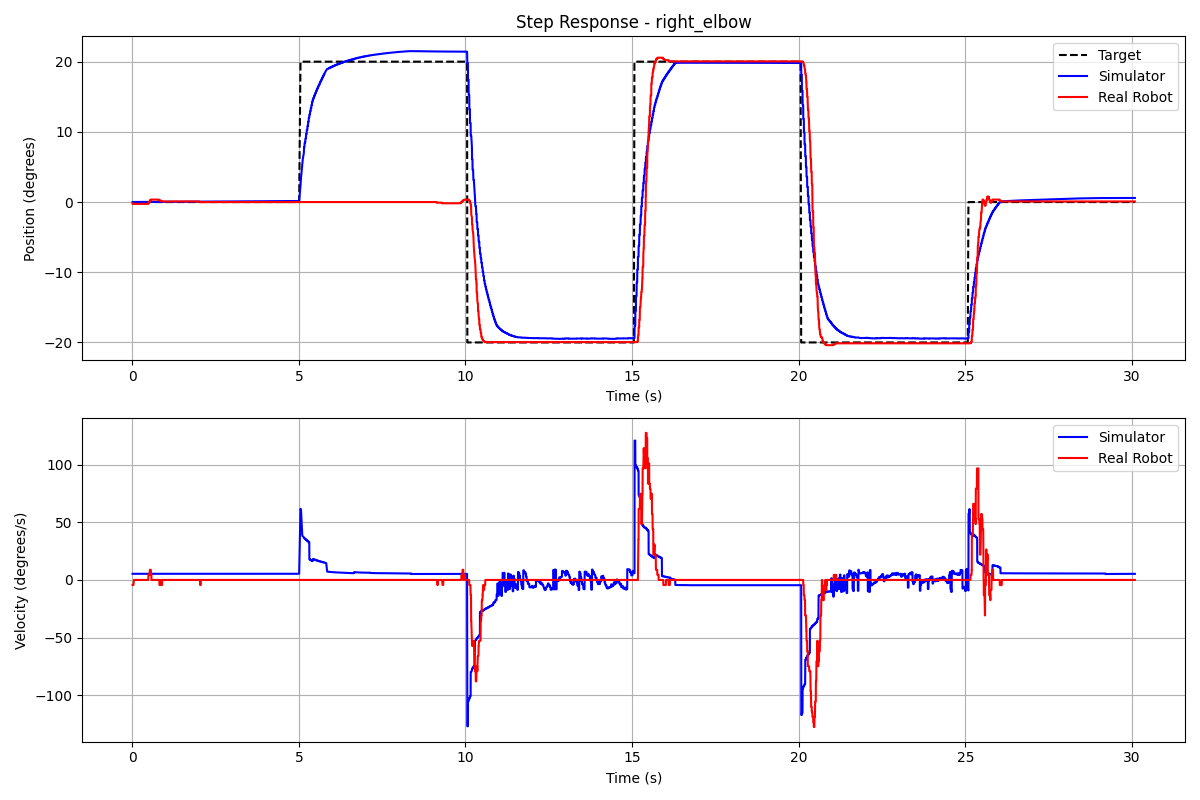 Step Response - right_elbow
Target
Simulator
Real Robot
Position (degrees)
20
10
0
−10
−20
0
5
10
15
20
25
30
Time (s)
Simulator
Real Robot
Velocity (degrees/s)
100
50
0
−50
−100
0
5
10
15
20
25
30
Time (s)